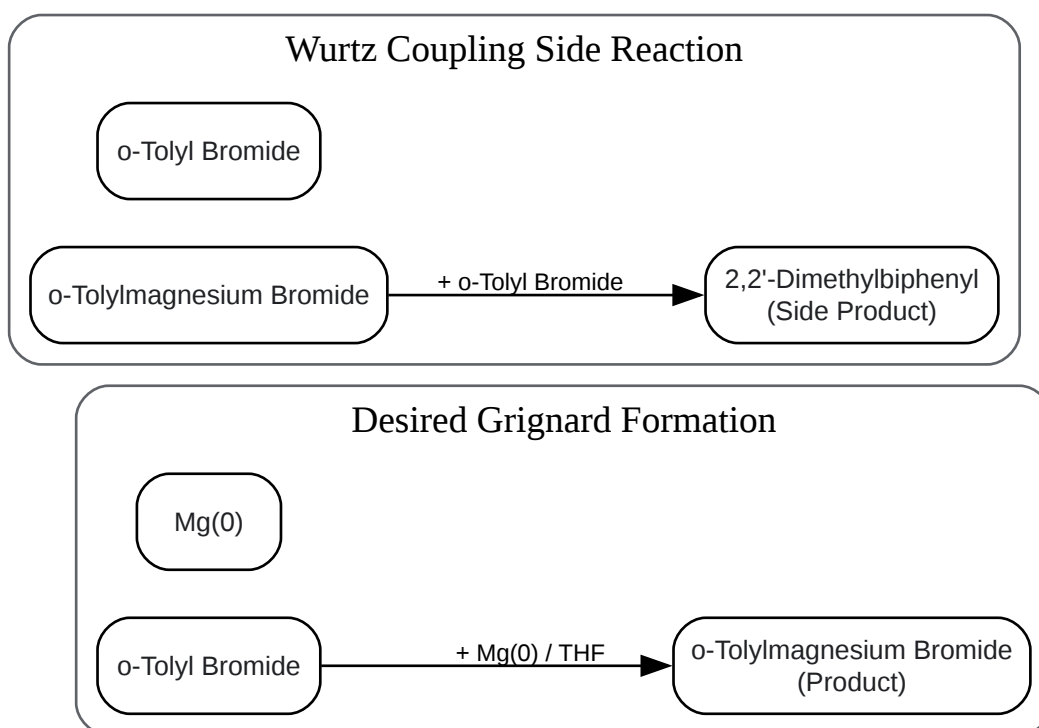 Wurtz Coupling Side Reaction
o-Tolyl Bromide
o-Tolylmagnesium Bromide
+ o-Tolyl Bromide
2,2'-Dimethylbiphenyl
(Side Product)
Desired Grignard Formation
Mg(0)
o-Tolyl Bromide
+ Mg(0) / THF
o-Tolylmagnesium Bromide
(Product)